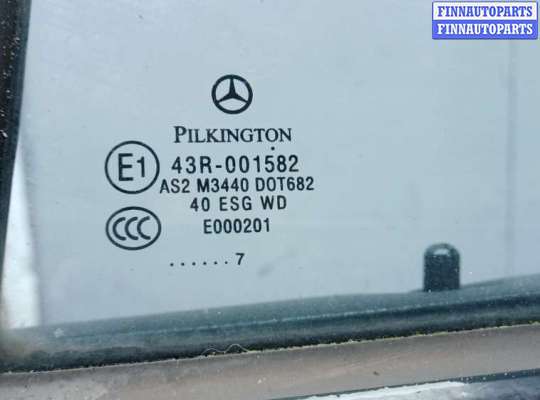 FINNAUTOPARTS
FINNAUTOPARTS
PILKINGTON
E1 43R-001582
AS2 M3440 DOT682
40 ESG WD
CCC E000201
......7